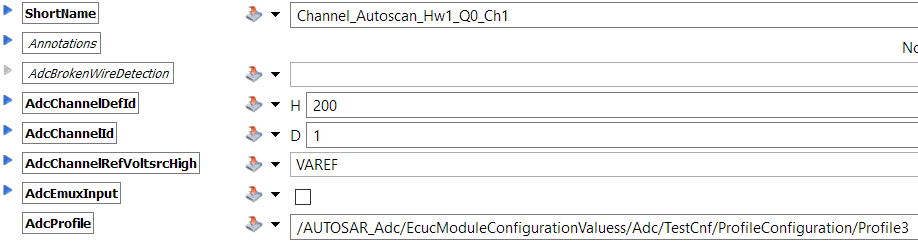 ShortName Channel_Autoscan_Hw1_Q0_Ch1
Annotations No
AdcBrokenWireDetection
AdcChannelDefId H 200
AdcChannelId D 1
AdcChannelRefVoltsrcHigh VAREF
AdcEmuxInput
AdcProfile /AUTOSAR_Adc/EcucModuleConfigurationValuess/Adc/TestCnf/ProfileConfiguration/Profile3